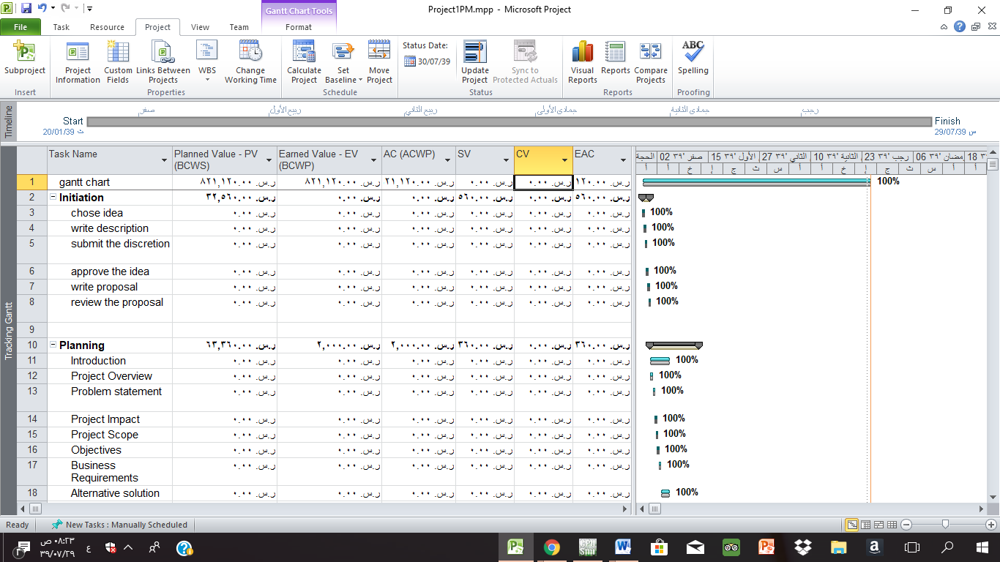 Project1PM.mpp - Microsoft Project
Gantt Chart Tools
File Task Resource Project View Team Format
Subproject
Project Information
Custom Fields
Links Between Projects
WBS
Change Working Time
Calculate Project
Set Baseline
Move Project
Status Date:
30/07/39
Update Project
Sync to Protected Actuals
Visual Reports
Reports
Compare Projects
ABC
Spelling
Insert Properties Schedule Status Reports Proofing
Timeline
صفر ربيع الأول ربيع الثاني جمادى الأولى جمادى الثانية رجب
Start
20/01/39 ث
Finish
29/07/39 س
Tracking Gantt
Task Name Planned Value - PV (BCWS) Earned Value - EV (BCWP) AC (ACWP) SV CV EAC
الحجة 02 صفر '٣٩ 15 الأول '٣٩ 27 الثاني '٣٩ 10 الثانية '٣٩ 23 رجب '٣٩ 06 مضان '٣٩ 18
أ أ خ إ س ث ج أ خ إ ج ث س أ أ
1 gantt chart ر.س. ٨٢١,١٢٠.٠٠ ر.س. ٨٢١,١٢٠.٠٠ ر.س. ٢١,١٢٠.٠٠ ر.س. ٠.٠٠ ر.س. ٠.٠٠ ر.س. ١٢٠.٠٠ 100%
2 Initiation ر.س. ٣٢,٥٦٠.٠٠ ر.س. ٠.٠٠ ر.س. ٠.٠٠ ر.س. ٥٦٠.٠٠ ر.س. ٠.٠٠ ر.س. ٥٦٠.٠٠
3 chose idea ر.س. ٠.٠٠ ر.س. ٠.٠٠ ر.س. ٠.٠٠ ر.س. ٠.٠٠ ر.س. ٠.٠٠ ر.س. ٠.٠٠ 100%
4 write description ر.س. ٠.٠٠ ر.س. ٠.٠٠ ر.س. ٠.٠٠ ر.س. ٠.٠٠ ر.س. ٠.٠٠ ر.س. ٠.٠٠ 100%
5 submit the discretion ر.س. ٠.٠٠ ر.س. ٠.٠٠ ر.س. ٠.٠٠ ر.س. ٠.٠٠ ر.س. ٠.٠٠ ر.س. ٠.٠٠ 100%
6 approve the idea ر.س. ٠.٠٠ ر.س. ٠.٠٠ ر.س. ٠.٠٠ ر.س. ٠.٠٠ ر.س. ٠.٠٠ ر.س. ٠.٠٠ 100%
7 write proposal ر.س. ٠.٠٠ ر.س. ٠.٠٠ ر.س. ٠.٠٠ ر.س. ٠.٠٠ ر.س. ٠.٠٠ ر.س. ٠.٠٠ 100%
8 review the proposal ر.س. ٠.٠٠ ر.س. ٠.٠٠ ر.س. ٠.٠٠ ر.س. ٠.٠٠ ر.س. ٠.٠٠ ر.س. ٠.٠٠ 100%
9
10 Planning ر.س. ٦٣,٣٦٠.٠٠ ر.س. ٢,٠٠٠.٠٠ ر.س. ٢,٠٠٠.٠٠ ر.س. ٣٦٠.٠٠ ر.س. ٠.٠٠ ر.س. ٣٦٠.٠٠
11 Introduction ر.س. ٠.٠٠ ر.س. ٠.٠٠ ر.س. ٠.٠٠ ر.س. ٠.٠٠ ر.س. ٠.٠٠ ر.س. ٠.٠٠ 100%
12 Project Overview ر.س. ٠.٠٠ ر.س. ٠.٠٠ ر.س. ٠.٠٠ ر.س. ٠.٠٠ ر.س. ٠.٠٠ ر.س. ٠.٠٠ 100%
13 Problem statement ر.س. ٠.٠٠ ر.س. ٠.٠٠ ر.س. ٠.٠٠ ر.س. ٠.٠٠ ر.س. ٠.٠٠ ر.س. ٠.٠٠ 100%
14 Project Impact ر.س. ٠.٠٠ ر.س. ٠.٠٠ ر.س. ٠.٠٠ ر.س. ٠.٠٠ ر.س. ٠.٠٠ ر.س. ٠.٠٠ 100%
15 Project Scope ر.س. ٠.٠٠ ر.س. ٠.٠٠ ر.س. ٠.٠٠ ر.س. ٠.٠٠ ر.س. ٠.٠٠ ر.س. ٠.٠٠ 100%
16 Objectives ر.س. ٠.٠٠ ر.س. ٠.٠٠ ر.س. ٠.٠٠ ر.س. ٠.٠٠ ر.س. ٠.٠٠ ر.س. ٠.٠٠ 100%
17 Business Requirements ر.س. ٠.٠٠ ر.س. ٠.٠٠ ر.س. ٠.٠٠ ر.س. ٠.٠٠ ر.س. ٠.٠٠ ر.س. ٠.٠٠ 100%
18 Alternative solution ر.س. ٠.٠٠ ر.س. ٠.٠٠ ر.س. ٠.٠٠ ر.س. ٠.٠٠ ر.س. ٠.٠٠ ر.س. ٠.٠٠ 100%
Ready New Tasks : Manually Scheduled
٠٨:٢٣ ص
٣٩/٠٧/٢٩
ع